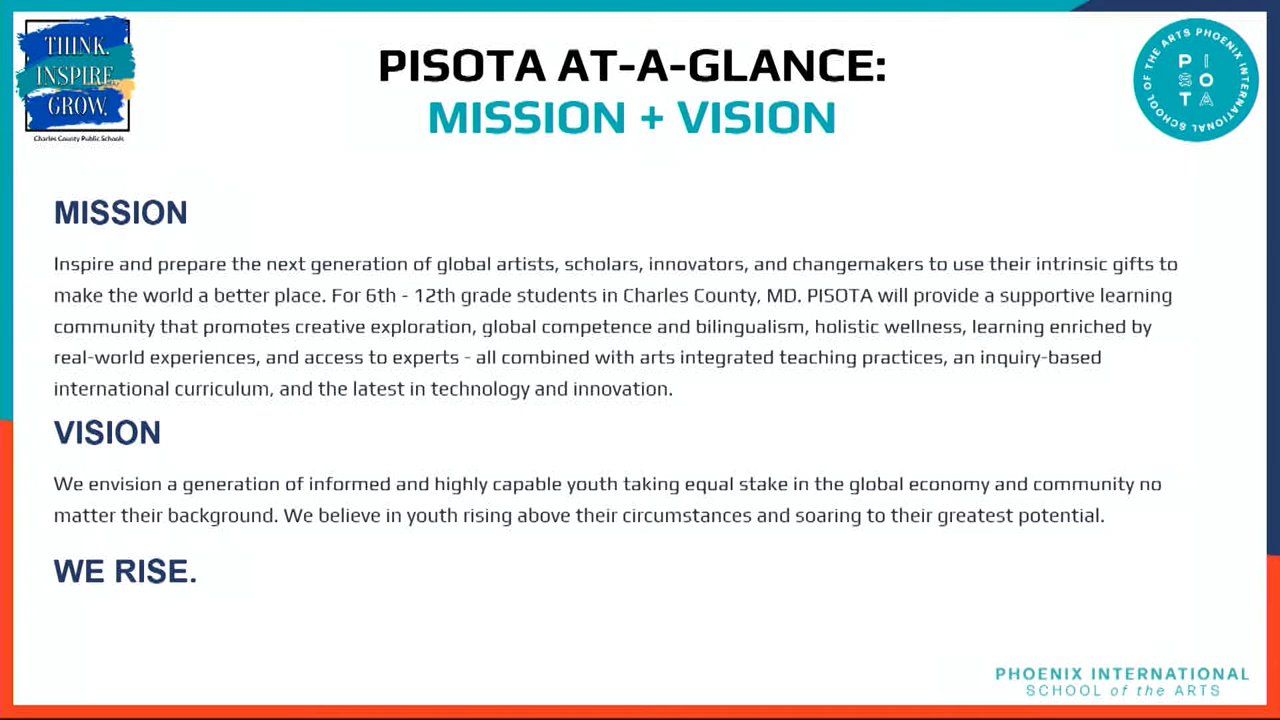 THINK.
INSPIRE.
GROW.
Charles County Public Schools
PISOTA AT-A-GLANCE:
MISSION + VISION
PHOENIX INTERNATIONAL SCHOOL OF THE ARTS
P I
S O
T A
MISSION
Inspire and prepare the next generation of global artists, scholars, innovators, and changemakers to use their intrinsic gifts to
make the world a better place. For 6th - 12th grade students in Charles County, MD. PISOTA will provide a supportive learning
community that promotes creative exploration, global competence and bilingualism, holistic wellness, learning enriched by
real-world experiences, and access to experts - all combined with arts integrated teaching practices, an inquiry-based
international curriculum, and the latest in technology and innovation.
VISION
We envision a generation of informed and highly capable youth taking equal stake in the global economy and community no
matter their background. We believe in youth rising above their circumstances and soaring to their greatest potential.
WE RISE.
PHOENIX INTERNATIONAL
SCHOOL of the ARTS